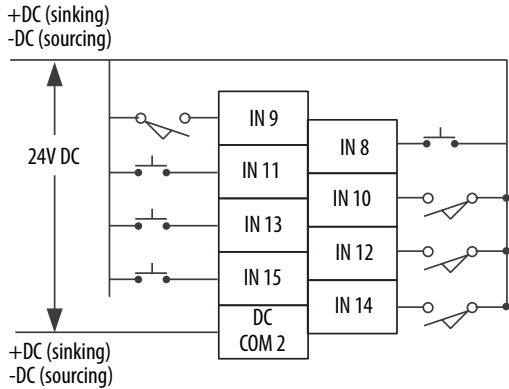 +DC (sinking)
-DC (sourcing)
24V DC
IN 9
IN 8
IN 11
IN 10
IN 13
IN 12
IN 15
IN 14
DC
COM 2
+DC (sinking)
-DC (sourcing)